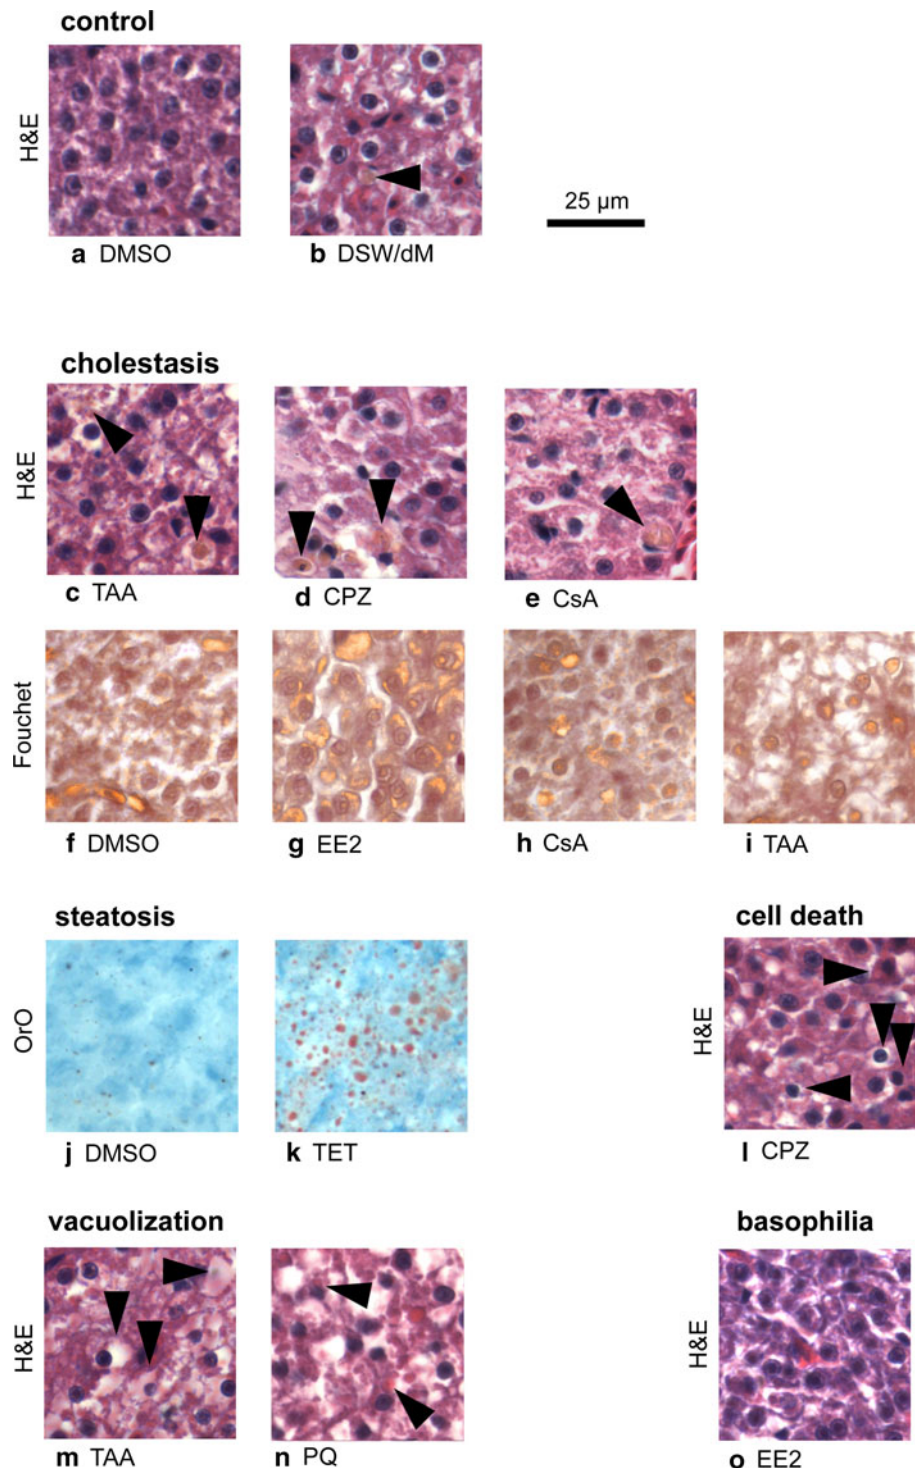 control
H&E
a DMSO
b DSW/dM
25 µm
cholestasis
H&E
c TAA
d CPZ
e CsA
Fouchet
f DMSO
g EE2
h CsA
i TAA
steatosis
OrO
j DMSO
k TET
cell death
H&E
l CPZ
vacuolization
H&E
m TAA
n PQ
basophilia
H&E
o EE2